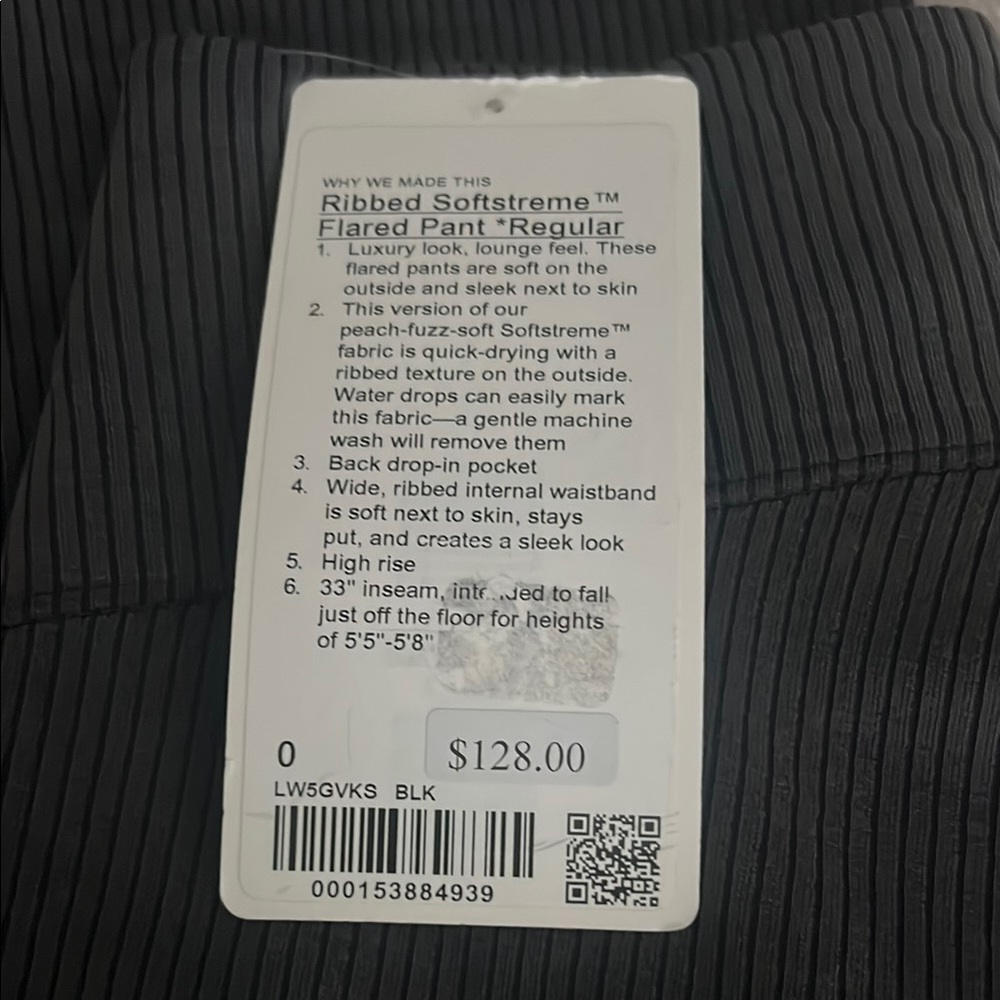 WHY WE MADE THIS
Ribbed Softstreme™
Flared Pant *Regular
1. Luxury look, lounge feel. These
flared pants are soft on the
outside and sleek next to skin
2. This version of our
peach-fuzz-soft Softstreme™
fabric is quick-drying with a
ribbed texture on the outside.
Water drops can easily mark
this fabric—a gentle machine
wash will remove them
3. Back drop-in pocket
4. Wide, ribbed internal waistband
is soft next to skin, stays
put, and creates a sleek look
5. High rise
6. 33" inseam, intended to fall
just off the floor for heights
of 5'5"-5'8"
$128.00
0
LW5GVKS BLK
000153884939